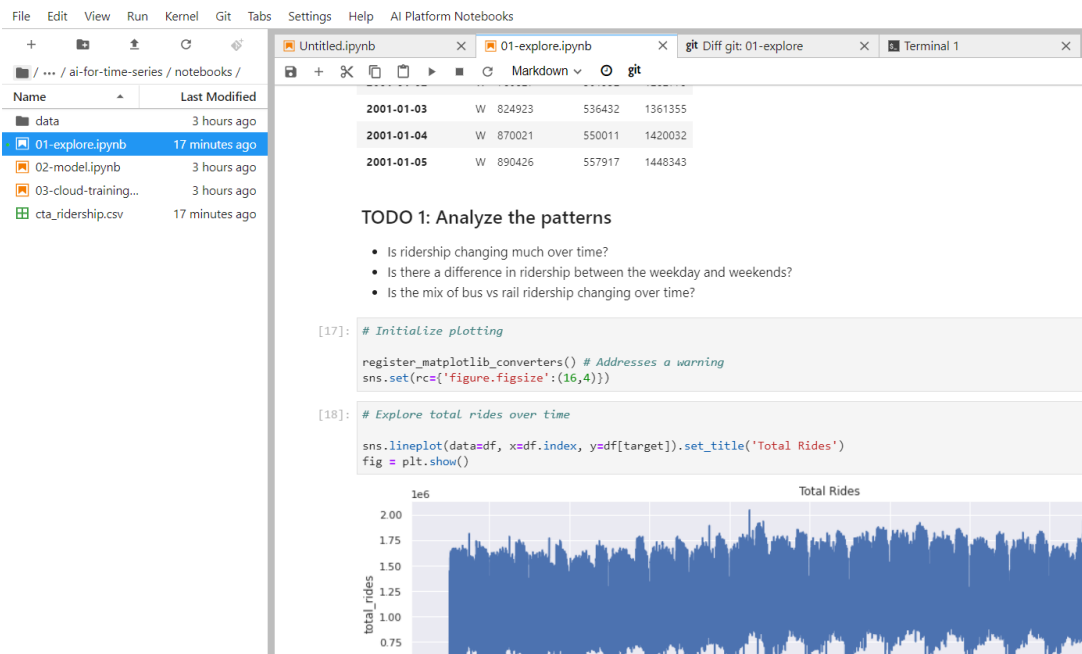 File Edit View Run Kernel Git Tabs Settings Help AI Platform Notebooks
Untitled.ipynb 01-explore.ipynb git Diff git: 01-explore Terminal 1
Markdown git
/ ... / ai-for-time-series / notebooks /
Name Last Modified
data 3 hours ago
01-explore.ipynb 17 minutes ago
02-model.ipynb 3 hours ago
03-cloud-training... 3 hours ago
cta_ridership.csv 17 minutes ago
2001-01-03 W 824923 536432 1361355
2001-01-04 W 870021 550011 1420032
2001-01-05 W 890426 557917 1448343
TODO 1: Analyze the patterns
• Is ridership changing much over time?
• Is there a difference in ridership between the weekday and weekends?
• Is the mix of bus vs rail ridership changing over time?
[17]: # Initialize plotting
register_matplotlib_converters() # Addresses a warning
sns.set(rc={'figure.figsize':(16,4)})
[18]: # Explore total rides over time
sns.lineplot(data=df, x=df.index, y=df[target]).set_title('Total Rides')
fig = plt.show()
Total Rides
1e6
2.00
1.75
1.50
1.25
1.00
0.75
total_rides